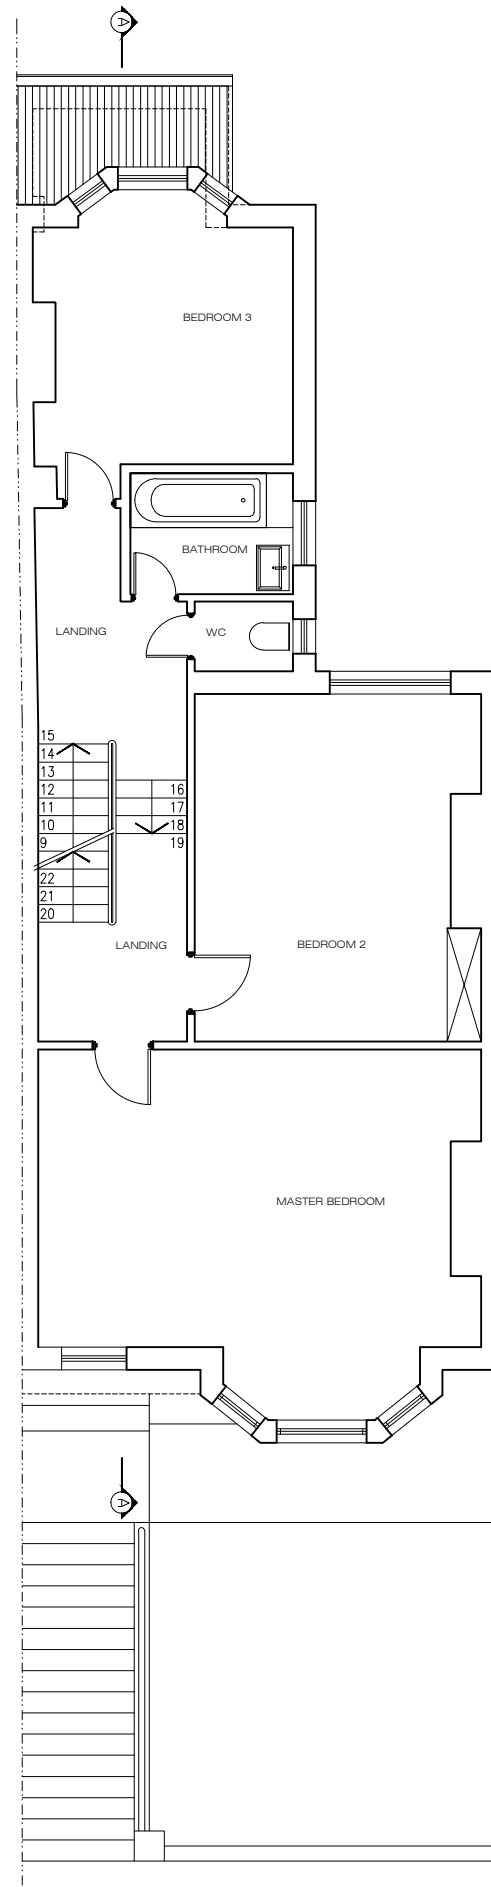 A
BEDROOM 3
BATHROOM
LANDING
WC
15
14
13
12
11
10
9
16
17
18
19
22
21
20
LANDING
BEDROOM 2
MASTER BEDROOM
A